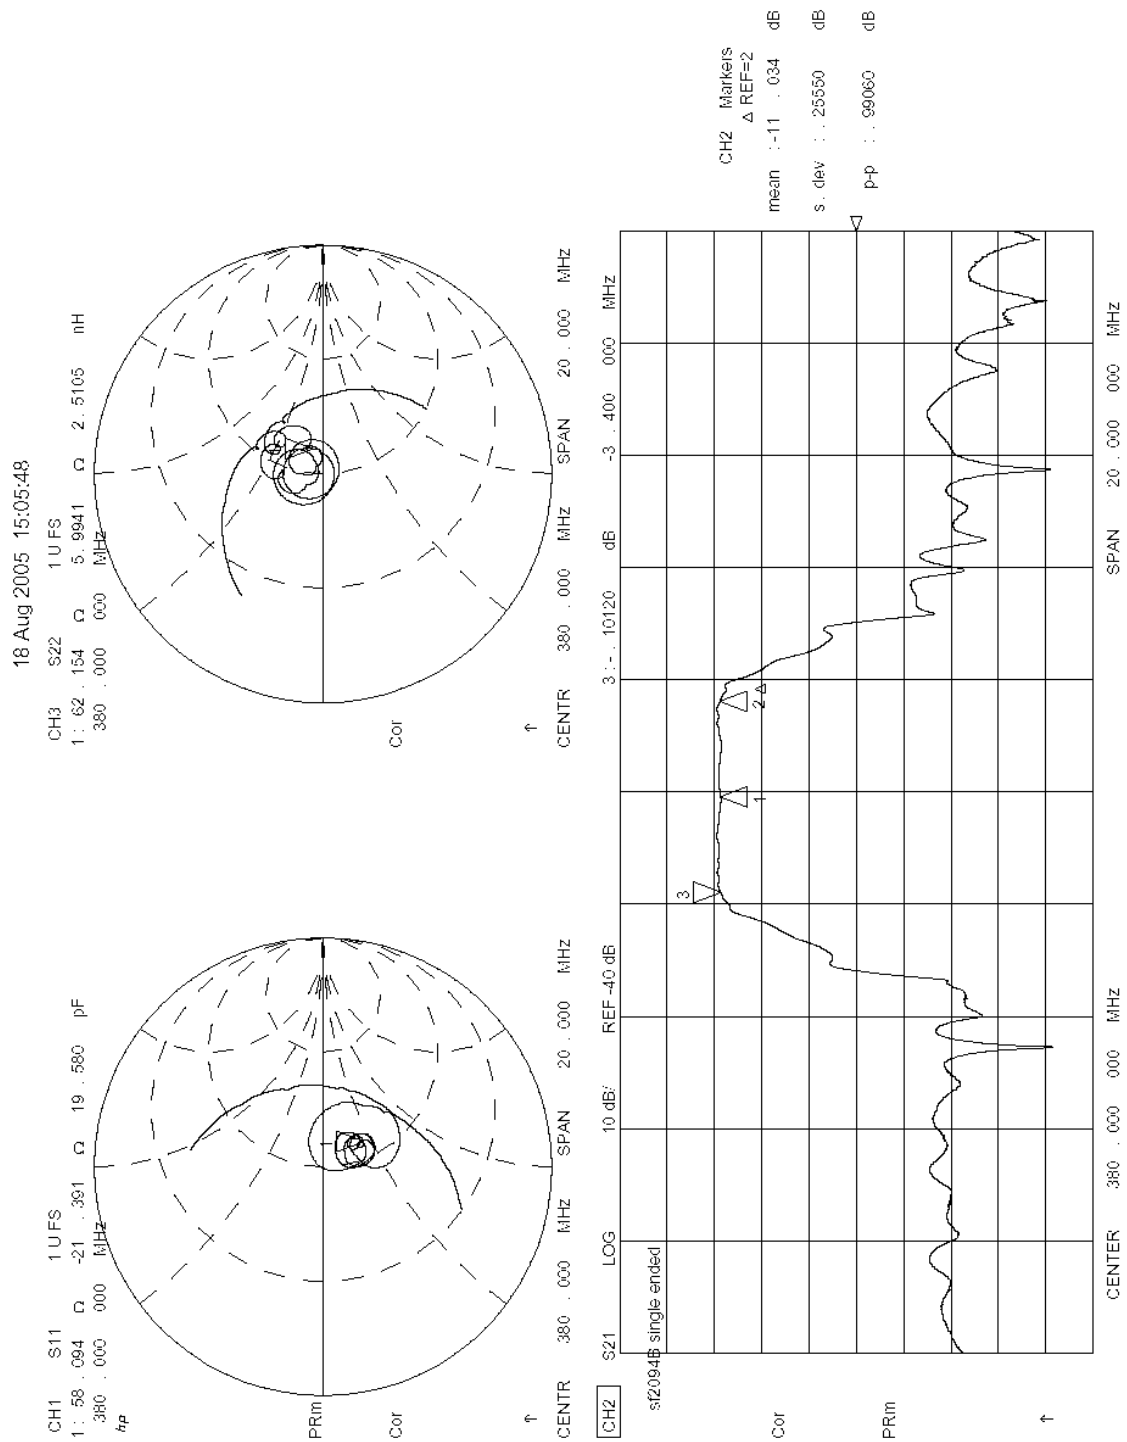 18 Aug 2005 15:05:48
CH1 S11 1 U FS
1 : 58 . 094 Ω -21 . 391 Ω 19 . 580 pF
380 . 000 000 MHz
hp
PRm
Cor
↑
CENTR 380 . 000 MHz SPAN 20 . 000 MHz
1
CH3 S22 1 U FS
1 : 62 . 154 Ω 5 . 9941 Ω 2 . 5105 nH
380 . 000 000 MHz
Cor
↑
CENTR 380 . 000 MHz SPAN 20 . 000 MHz
CH2 S21 LOG 10 dB/ REF -40 dB 3 : - . 10120 dB -3 . 400 000 MHz
sf2094B single ended
Cor
PRm
↑
3
1
2
Δ
CENTER 380 . 000 000 MHz SPAN 20 . 000 000 MHz
CH2 Markers
Δ REF=2
mean : -11 . 034 dB
s. dev : . 25550 dB
p-p : . 99060 dB